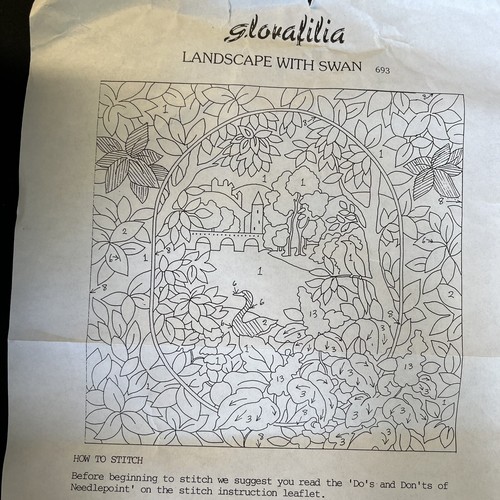 glorafilia
LANDSCAPE WITH SWAN 693
HOW TO STITCH
Before beginning to stitch we suggest you read the 'Do's and Don'ts of
Needlepoint' on the stitch instruction leaflet.